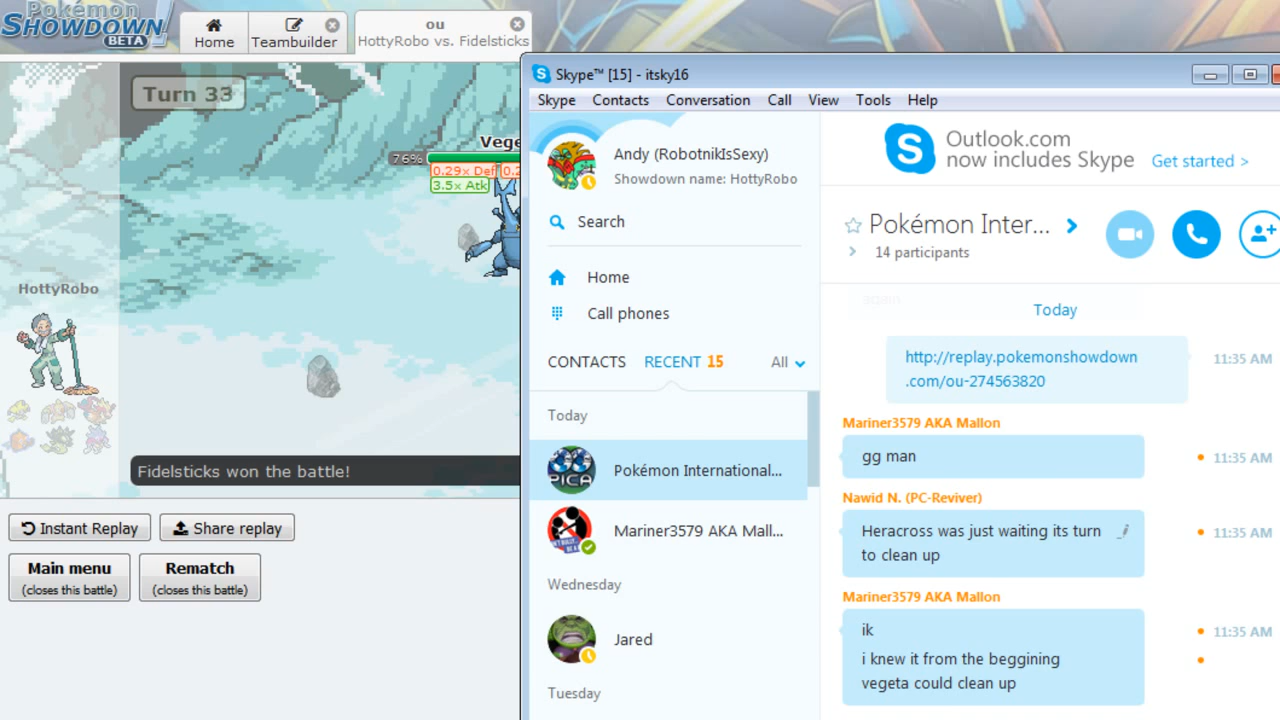 Pokémon
SHOWDOWN!
BETA
Home
Teambuilder
ou
HottyRobo vs. Fidelsticks
Turn 33
Vege
76%
0.29× Def
0.2
3.5× Atk
HottyRobo
Fidelsticks won the battle!
Instant Replay
Share replay
Main menu
(closes this battle)
Rematch
(closes this battle)
Skype™ [15] - itsky16
Skype Contacts Conversation Call View Tools Help
Andy (RobotnikIsSexy)
Showdown name: HottyRobo
Search
Home
Call phones
CONTACTS RECENT 15 All
Today
PICA
Pokémon International...
Mariner3579 AKA Mall...
Wednesday
Jared
Tuesday
Outlook.com
now includes Skype
Get started >
Pokémon Inter...
14 participants
again
Today
http://replay.pokemonshowdown
.com/ou-274563820
11:35 AM
Mariner3579 AKA Mallon
gg man
11:35 AM
Nawid N. (PC-Reviver)
Heracross was just waiting its turn
to clean up
11:35 AM
Mariner3579 AKA Mallon
ik
11:35 AM
i knew it from the beggining
vegeta could clean up